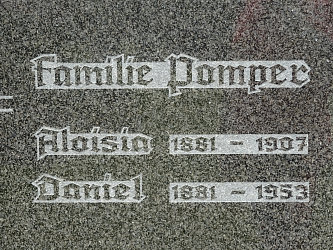 Familie Pomper
Aloisia 1881 - 1907
Daniel 1881 - 1953